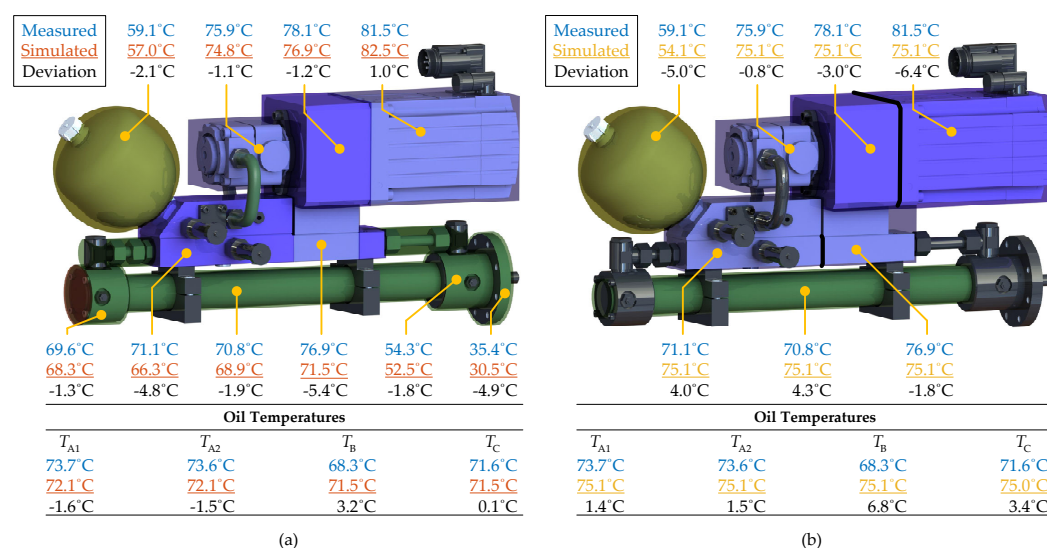 Measured 59.1°C 75.9°C 78.1°C 81.5°C
Simulated 57.0°C 74.8°C 76.9°C 82.5°C
Deviation -2.1°C -1.1°C -1.2°C 1.0°C
69.6°C 71.1°C 70.8°C 76.9°C 54.3°C 35.4°C
68.3°C 66.3°C 68.9°C 71.5°C 52.5°C 30.5°C
-1.3°C -4.8°C -1.9°C -5.4°C -1.8°C -4.9°C
Oil Temperatures
T_A1 T_A2 T_B T_C
73.7°C 73.6°C 68.3°C 71.6°C
72.1°C 72.1°C 71.5°C 71.5°C
-1.6°C -1.5°C 3.2°C 0.1°C
(a)
Measured 59.1°C 75.9°C 78.1°C 81.5°C
Simulated 54.1°C 75.1°C 75.1°C 75.1°C
Deviation -5.0°C -0.8°C -3.0°C -6.4°C
71.1°C 70.8°C 76.9°C
75.1°C 75.1°C 75.1°C
4.0°C 4.3°C -1.8°C
Oil Temperatures
T_A1 T_A2 T_B T_C
73.7°C 73.6°C 68.3°C 71.6°C
75.1°C 75.1°C 75.1°C 75.0°C
1.4°C 1.5°C 6.8°C 3.4°C
(b)